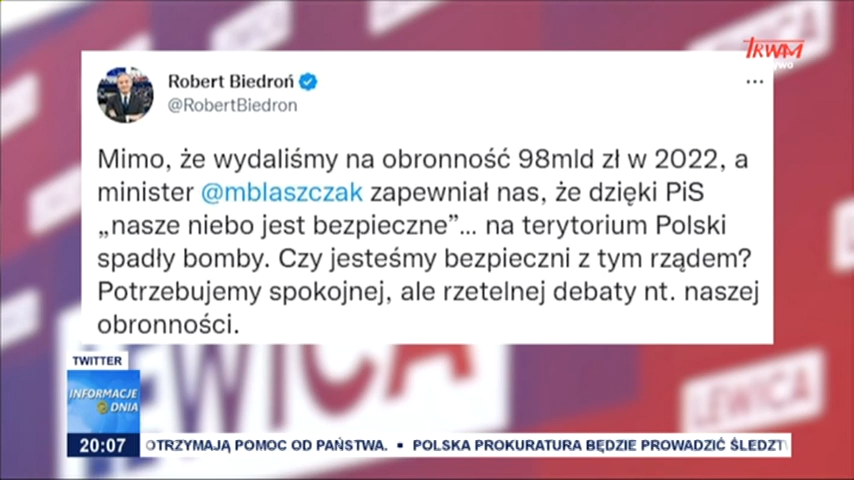 TRWAM
Robert Biedroń
@RobertBiedron
Mimo, że wydaliśmy na obronność 98mld zł w 2022, a
minister @mblaszczak zapewniał nas, że dzięki PiS
„nasze niebo jest bezpieczne”... na terytorium Polski
spadły bomby. Czy jesteśmy bezpieczni z tym rządem?
Potrzebujemy spokojnej, ale rzetelnej debaty nt. naszej
obronności.
LEWICA
LEWICA
TWITTER
INFORMACJE
DNIA
20:07 OTRZYMAJĄ POMOC OD PAŃSTWA. ▪ POLSKA PROKURATURA BĘDZIE PROWADZIĆ ŚLEDZT